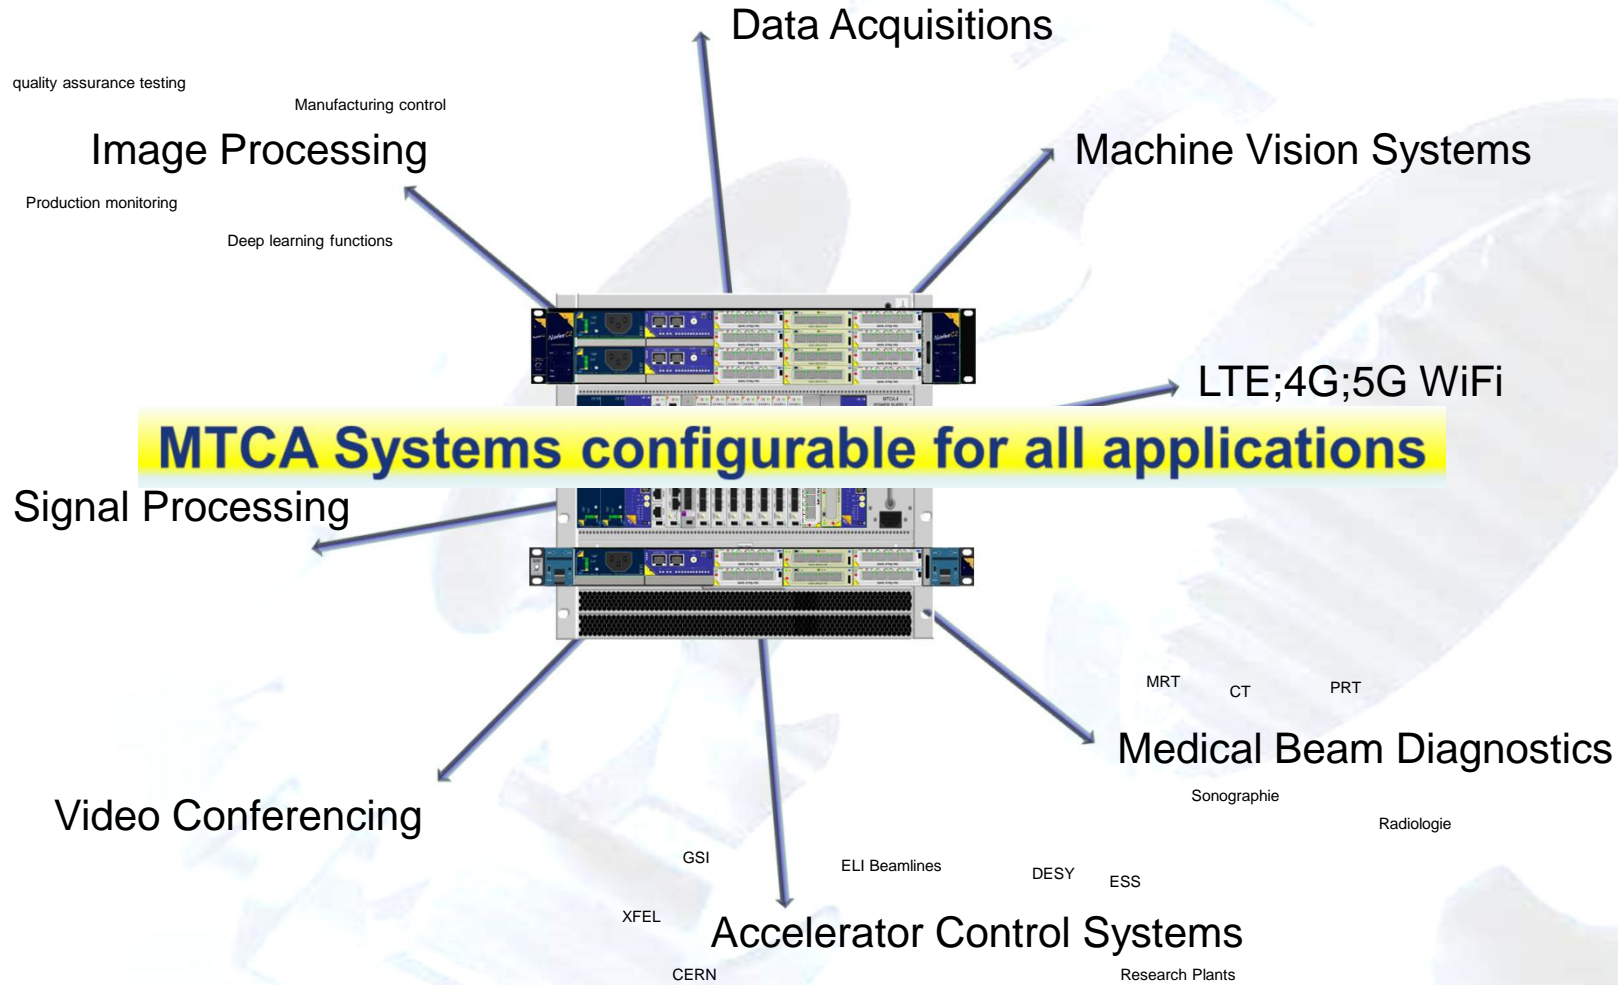 Data Acquisitions
quality assurance testing
Manufacturing control
Image Processing
Machine Vision Systems
Production monitoring
Deep learning functions
LTE;4G;5G WiFi
MTCA.4
MTCA Systems configurable for all applications
Signal Processing
MRT
CT
PRT
Medical Beam Diagnostics
Sonographie
Radiologie
Video Conferencing
GSI
ELI Beamlines
DESY
ESS
XFEL
Accelerator Control Systems
CERN
Research Plants